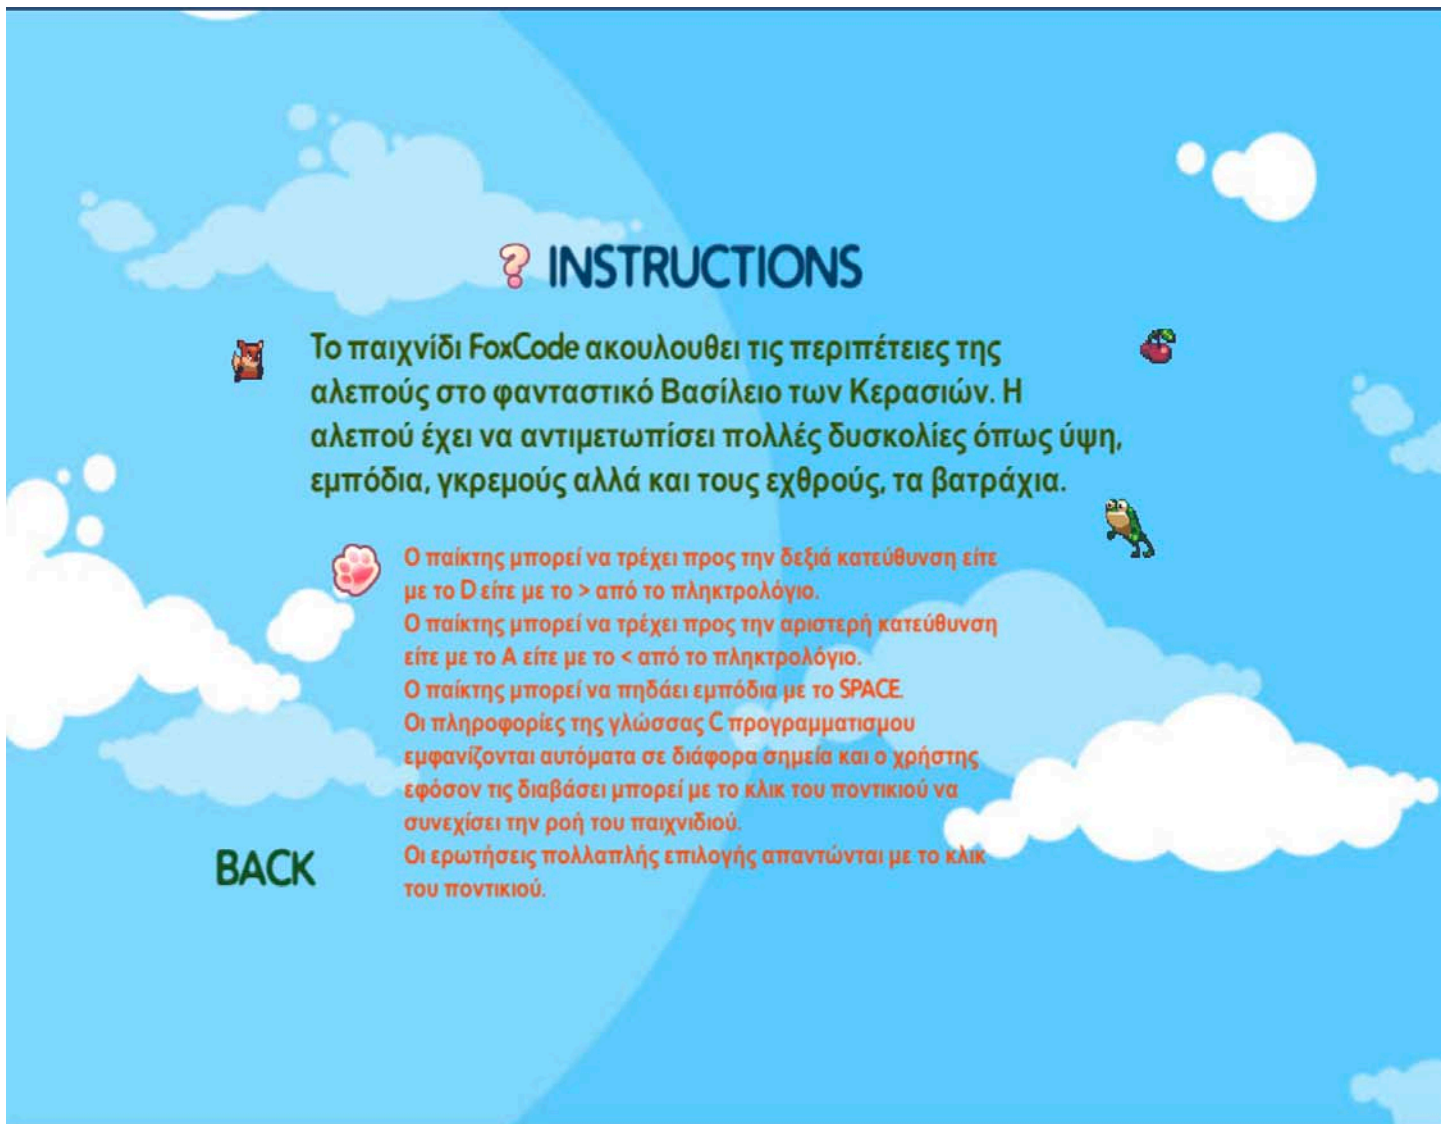 INSTRUCTIONS
Το παιχνίδι FoxCode ακουλουθει τις περιπέτειες της
αλεπούς στο φανταστικό Βασίλειο των Κερασιών. Η
αλεπού έχει να αντιμετωπίσει πολλές δυσκολίες όπως ύψη,
εμπόδια, γκρεμούς αλλά και τους εχθρούς, τα βατράχια.
Ο παίκτης μπορεί να τρέχει προς την δεξιά κατεύθυνση είτε
με το D είτε με το > από το πληκτρολόγιο.
Ο παίκτης μπορεί να τρέχει προς την αριστερή κατεύθυνση
είτε με το A είτε με το < από το πληκτρολόγιο.
Ο παίκτης μπορεί να πηδάει εμπόδια με το SPACE.
Οι πληροφορίες της γλώσσας C προγραμματισμου
εμφανίζονται αυτόματα σε διάφορα σημεία και ο χρήστης
εφόσον τις διαβάσει μπορεί με το κλικ του ποντικιού να
συνεχίσει την ροή του παιχνιδιού.
Οι ερωτήσεις πολλαπλής επιλογής απαντώνται με το κλικ
του ποντικιού.
BACK